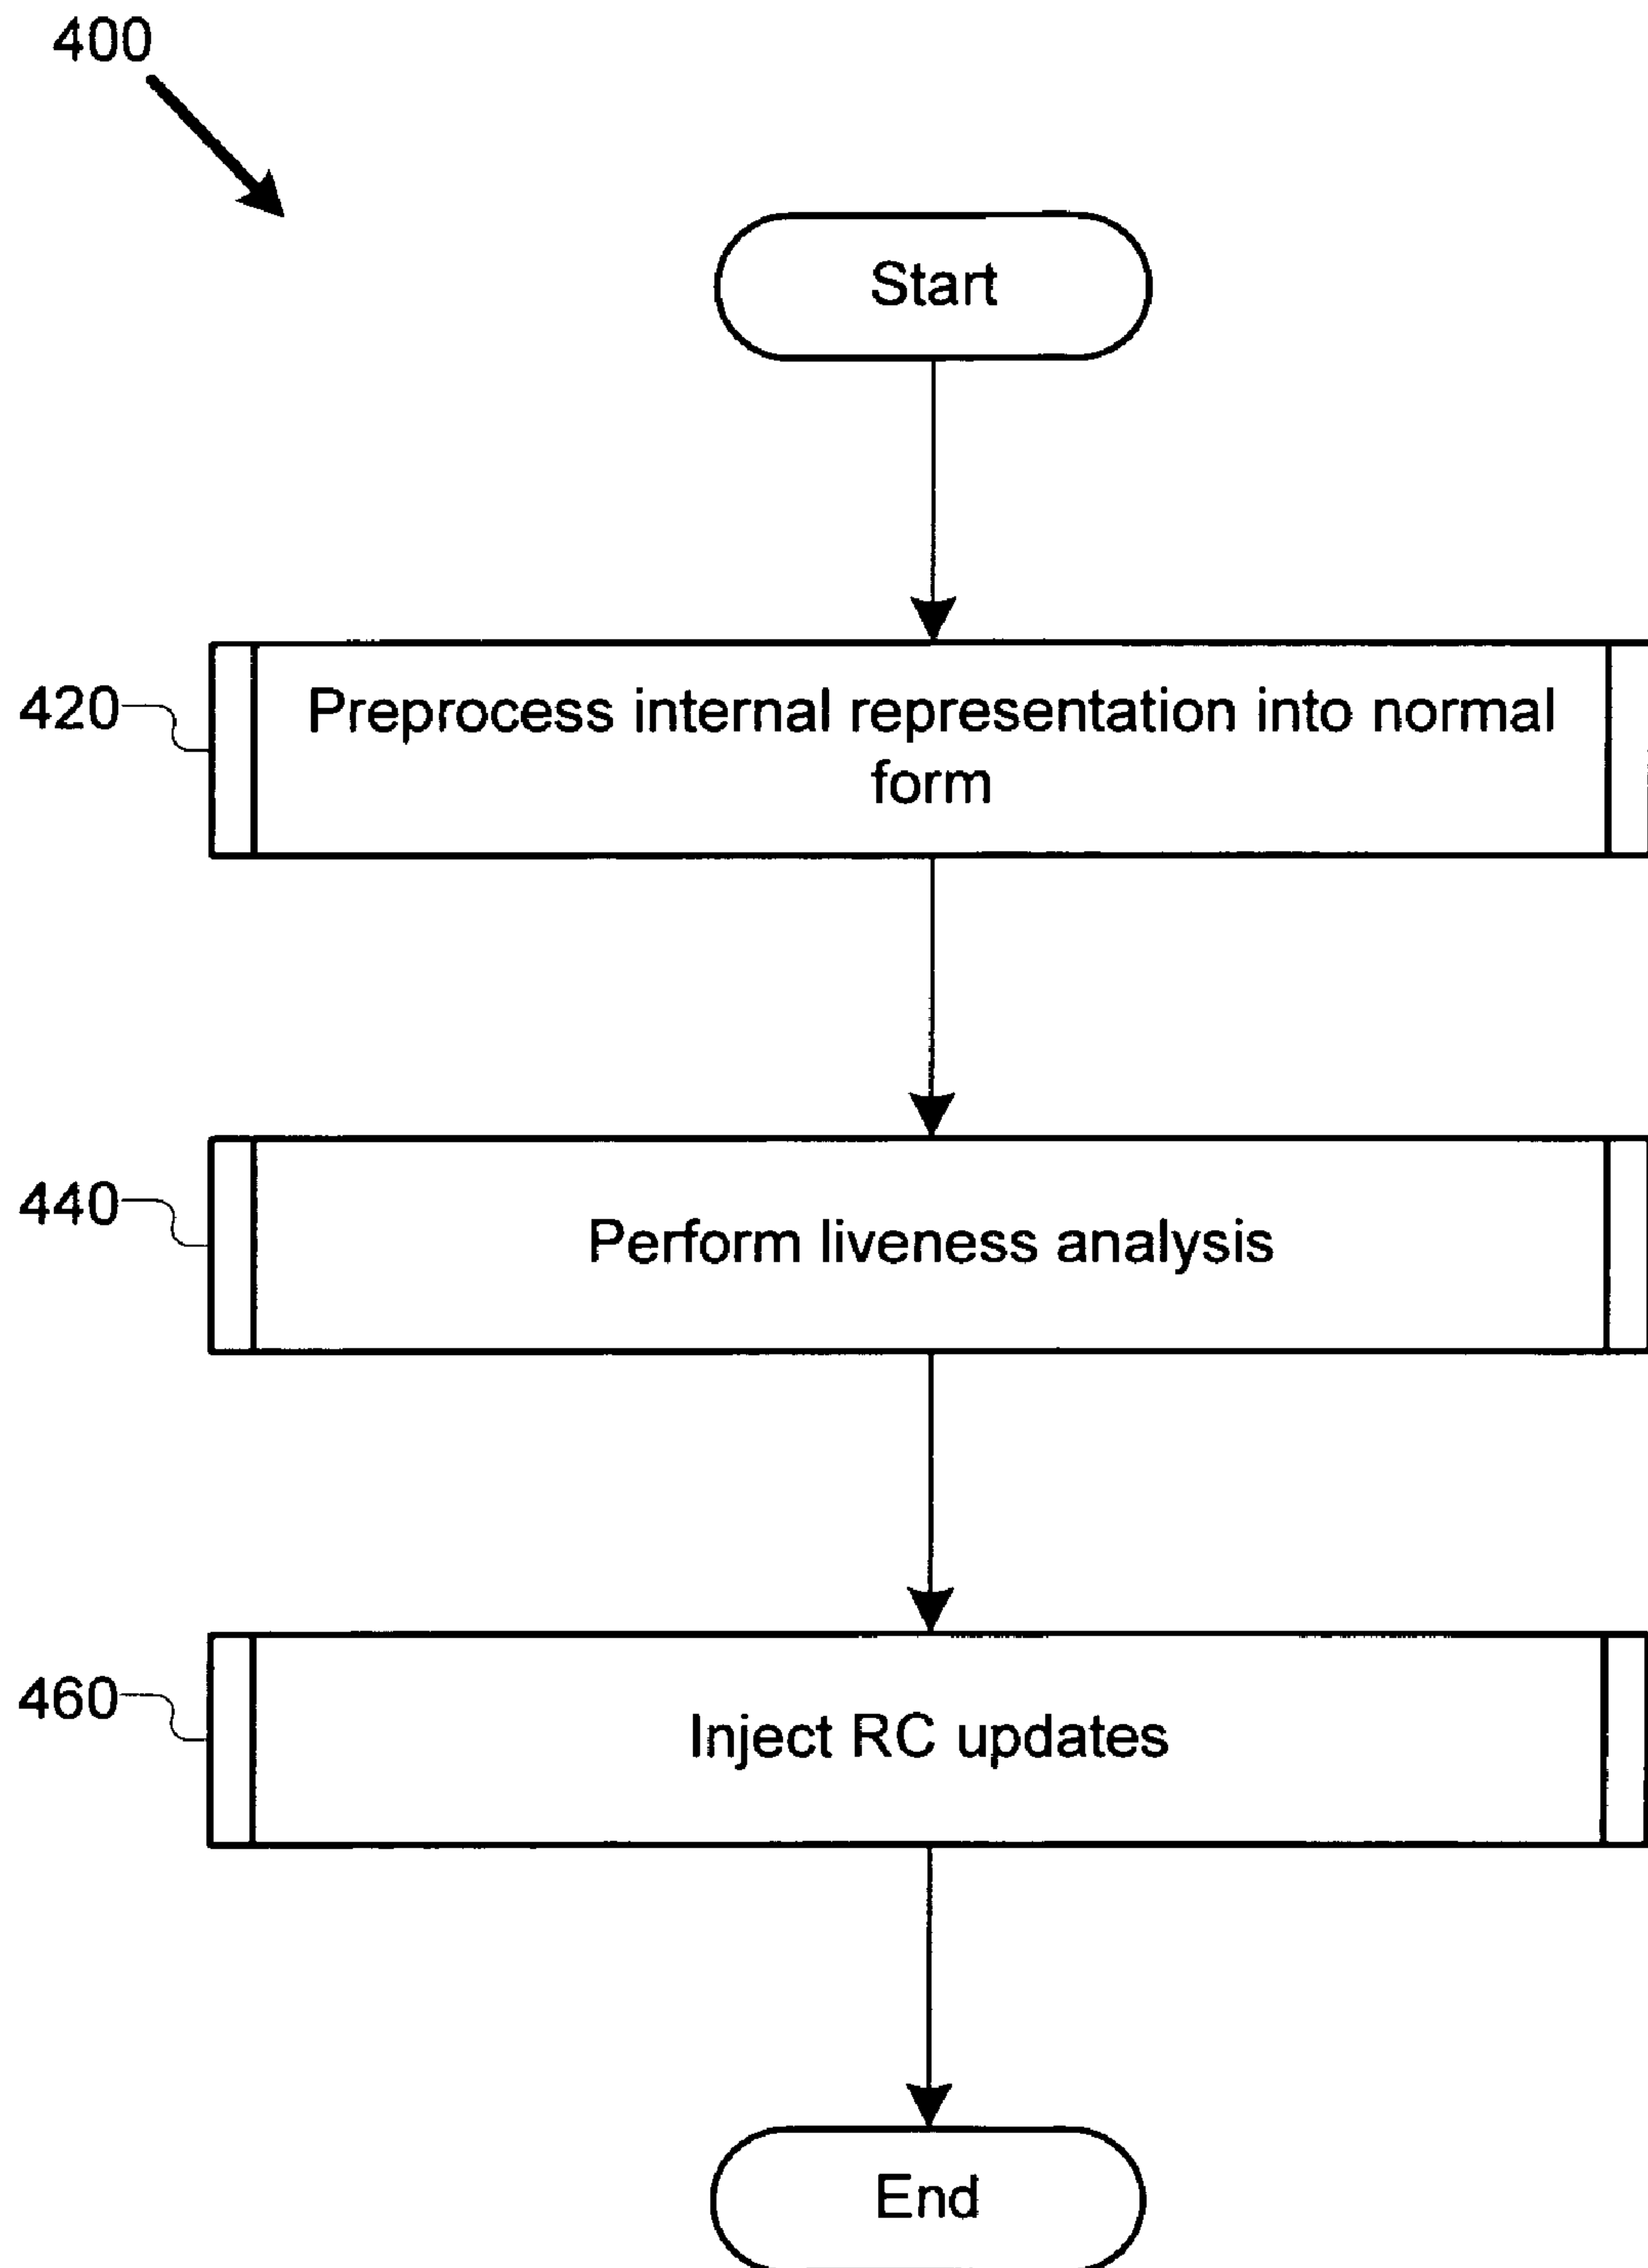 400
Start
420
Preprocess internal representation into normal
form
440
Perform liveness analysis
460
Inject RC updates
End